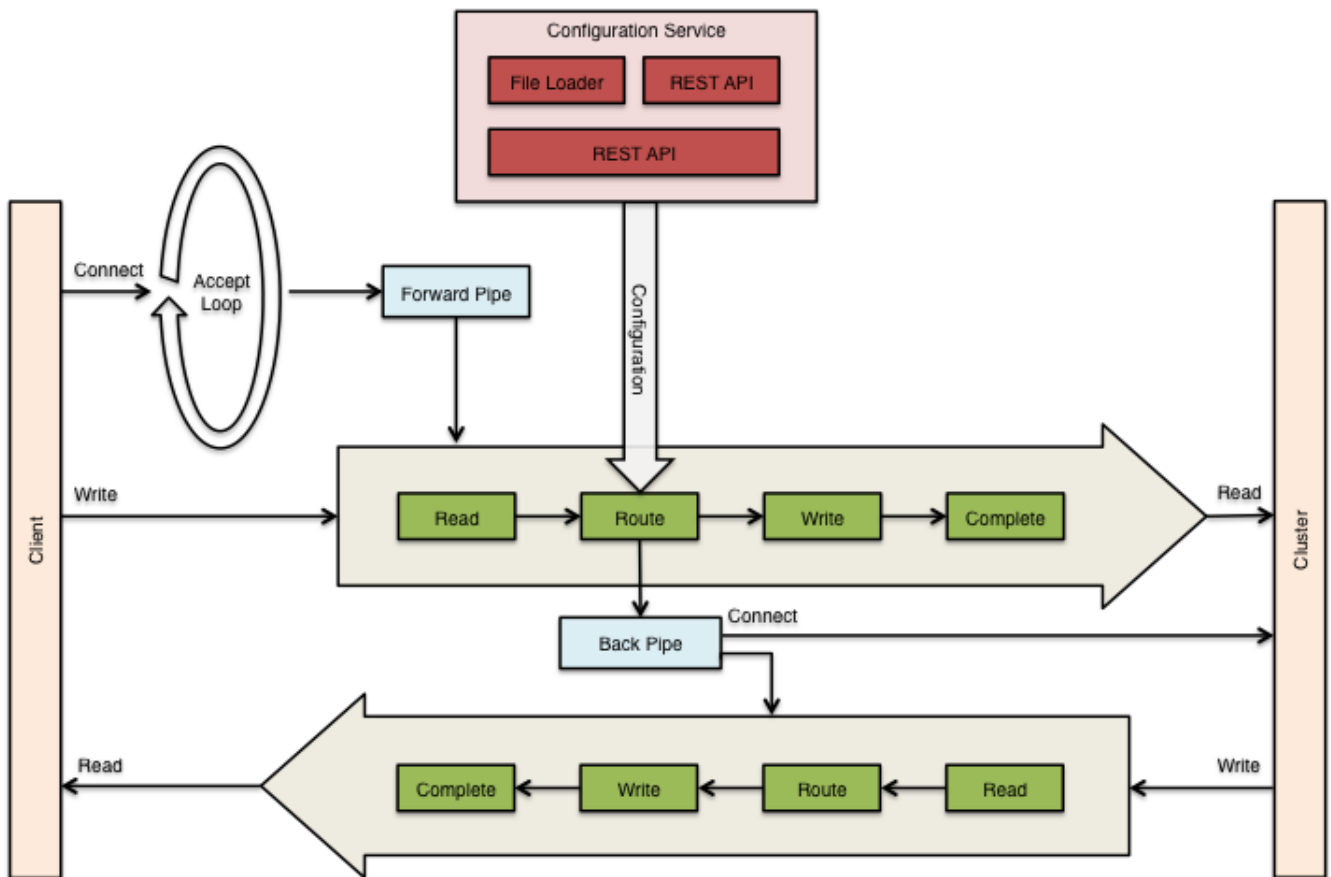 Configuration Service
File Loader
REST API
REST API
Connect
Accept
Loop
Forward Pipe
Configuration
Client
Write
Read
Route
Write
Complete
Read
Cluster
Back Pipe
Connect
Read
Complete
Write
Route
Read
Write